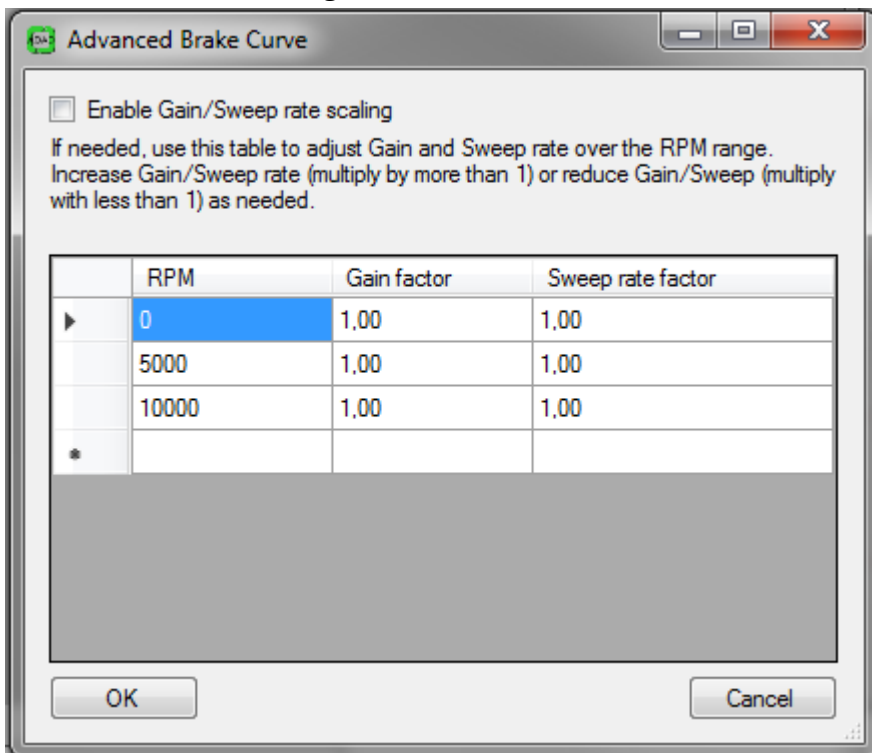 Advanced Brake Curve
Enable Gain/Sweep rate scaling
If needed, use this table to adjust Gain and Sweep rate over the RPM range.
Increase Gain/Sweep rate (multiply by more than 1) or reduce Gain/Sweep (multiply
with less than 1) as needed.
RPM Gain factor Sweep rate factor
0 1,00 1,00
5000 1,00 1,00
10000 1,00 1,00
OK Cancel